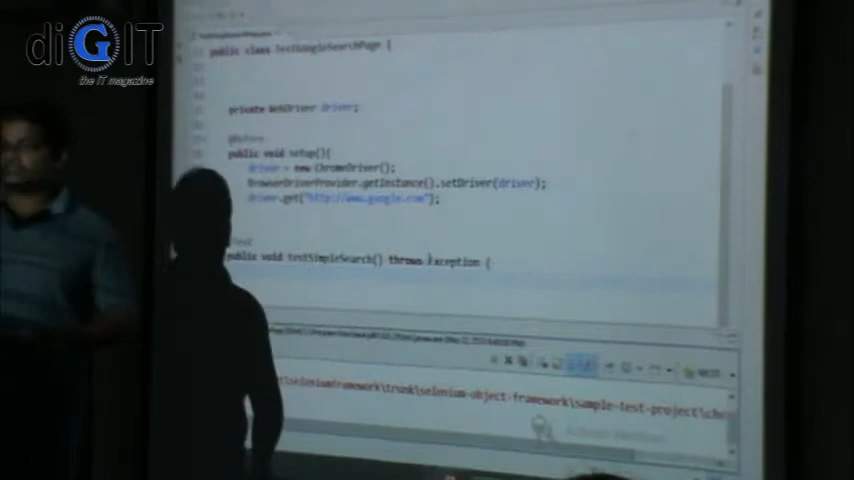 diGIT
the IT magazine
public class TestGoogleSearchPage {
private WebDriver driver;
@Before
public void setup(){
driver = new ChromeDriver();
BrowserDriverProvider.getInstance().setDriver(driver);
driver.get("http://www.google.com");
@Test
public void testSimpleSearch() throws Exception {
\seleniumframework\trunk\selenium-object-framework\sample-test-project\chr